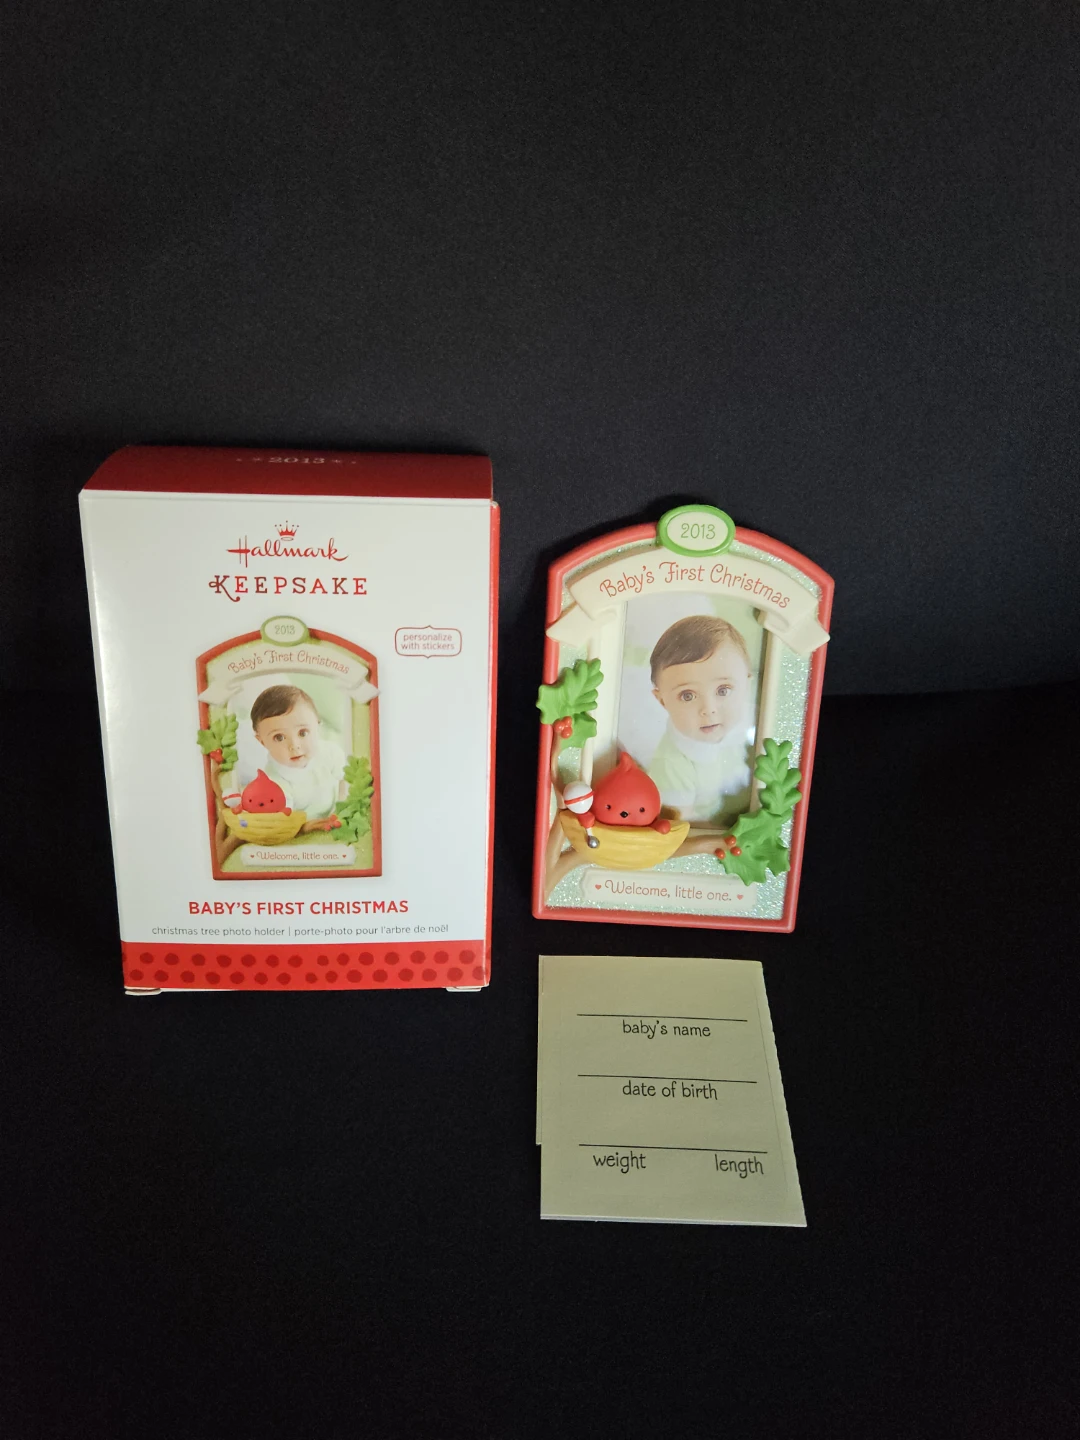 * 2013 *
Hallmark
KEEPSAKE
personalize
with stickers
2013
Baby's First Christmas
Welcome, little one.
BABY'S FIRST CHRISTMAS
christmas tree photo holder | porte-photo pour l'arbre de noël
2013
Baby's First Christmas
Welcome, little one.
baby's name
date of birth
weight length